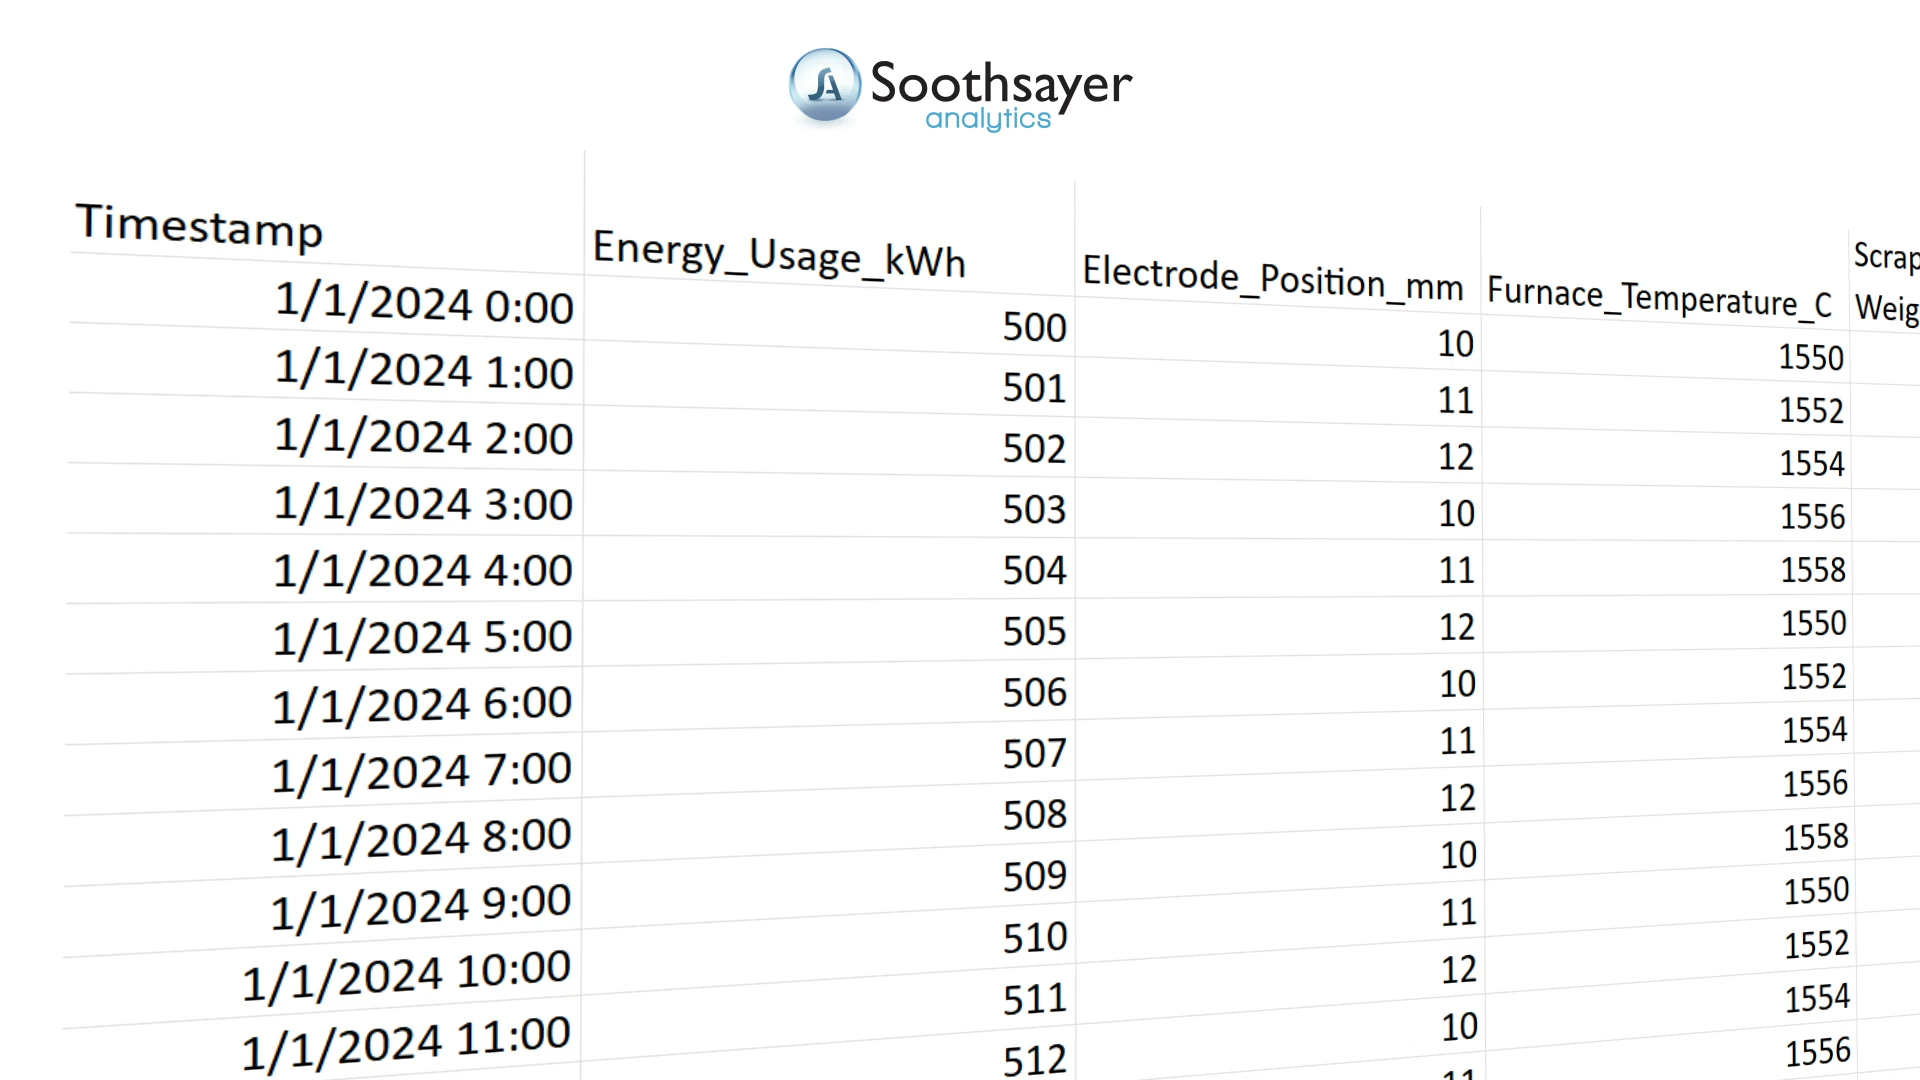 Soothsayer
analytics
Timestamp Energy_Usage_kWh Electrode_Position_mm Furnace_Temperature_C Scrap
Weig
1/1/2024 0:00 500 10 1550
1/1/2024 1:00 501 11 1552
1/1/2024 2:00 502 12 1554
1/1/2024 3:00 503 10 1556
1/1/2024 4:00 504 11 1558
1/1/2024 5:00 505 12 1550
1/1/2024 6:00 506 10 1552
1/1/2024 7:00 507 11 1554
1/1/2024 8:00 508 12 1556
1/1/2024 9:00 509 10 1558
1/1/2024 10:00 510 11 1550
1/1/2024 11:00 511 12 1552
512 10 1554
11 1556